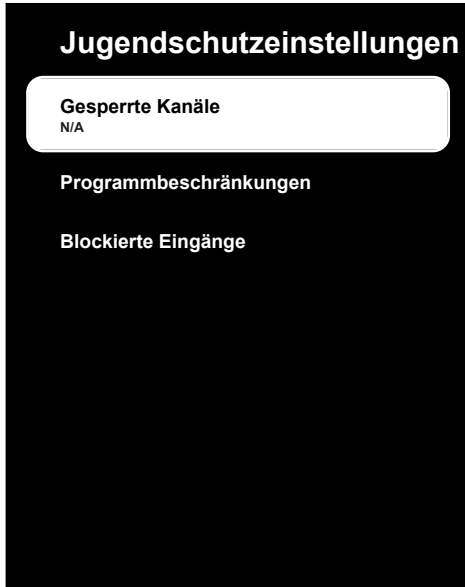 Jugendschutzeinstellungen
Gesperrte Kanäle
N/A
Programmbeschränkungen
Blockierte Eingänge